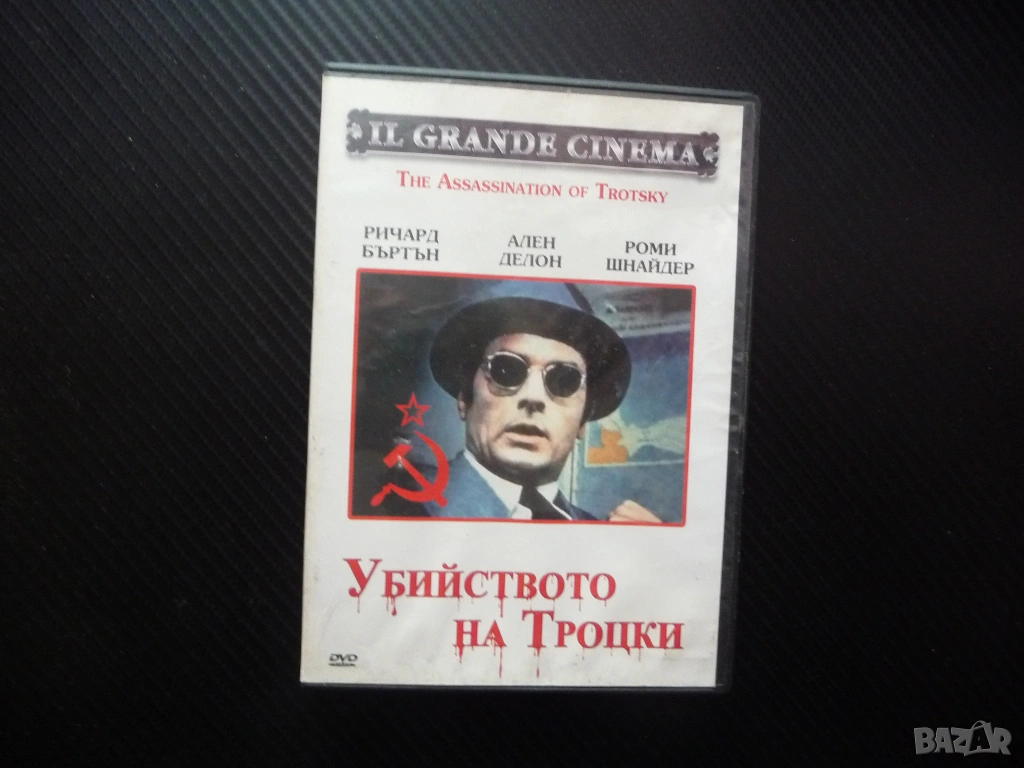 IL GRANDE CINEMA
THE ASSASSINATION OF TROTSKY
РИЧАРД
БЪРТЪН
АЛЕН
ДЕЛОН
РОМИ
ШНАЙДЕР
УБИЙСТВОТО
НА ТРОЦКИ
DVD
BAZAR